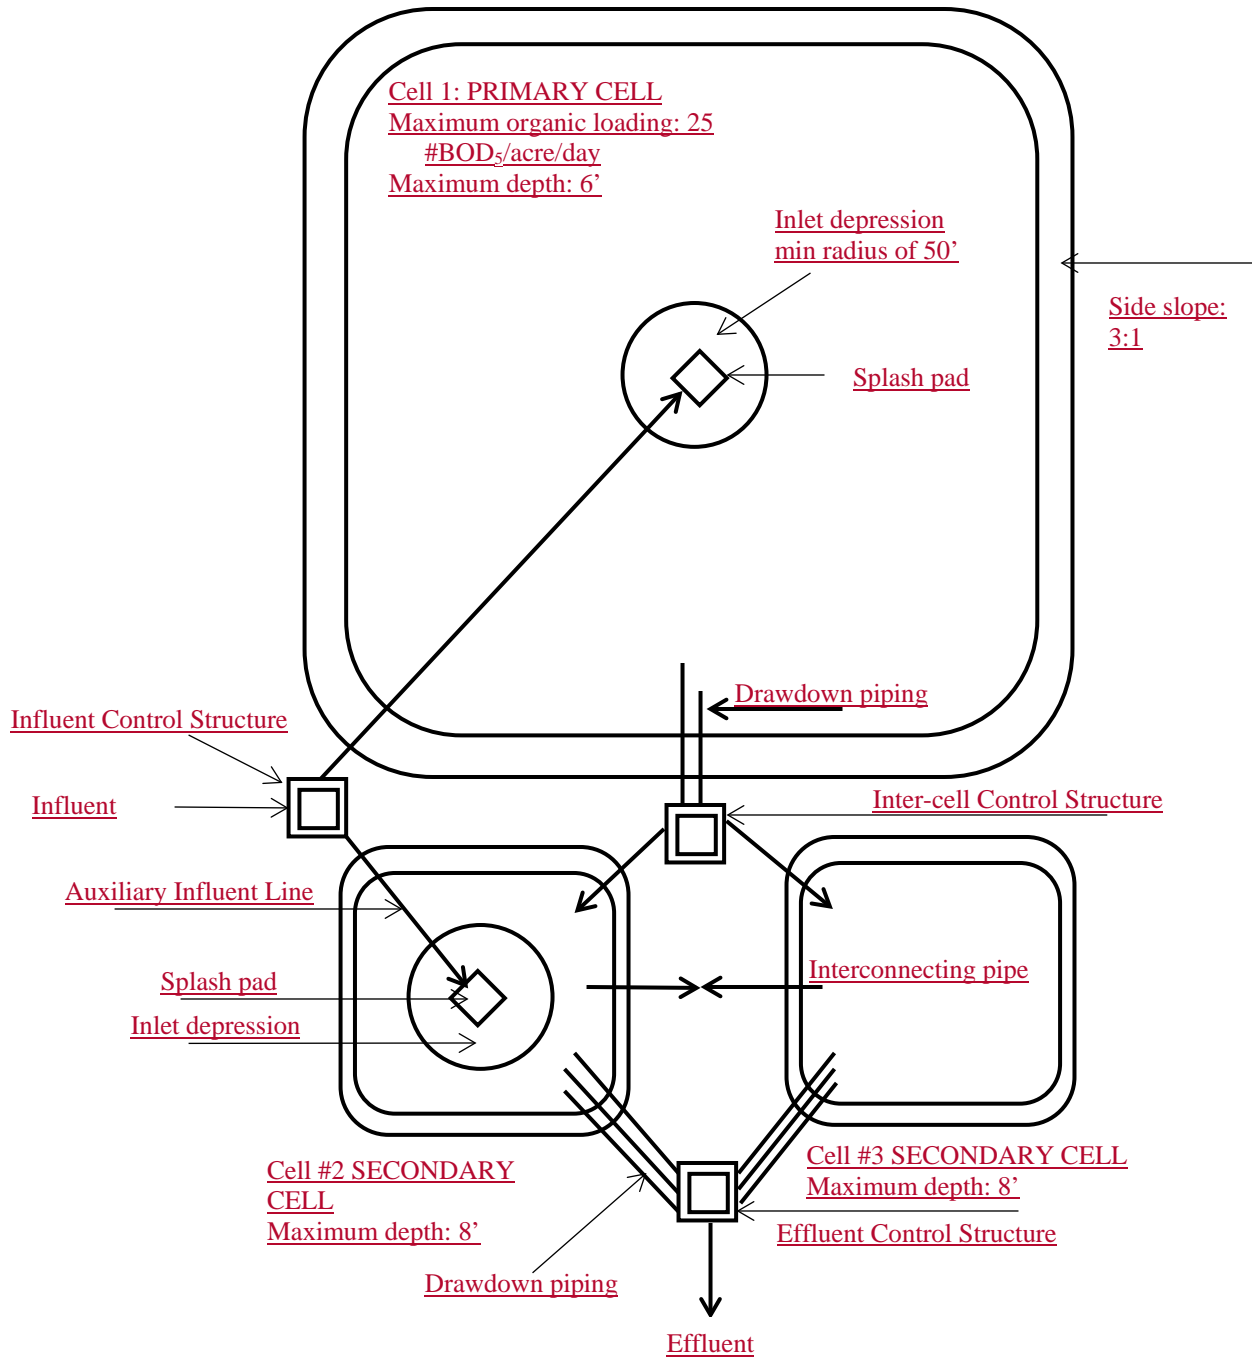 Cell 1: PRIMARY CELL
Maximum organic loading: 25
#BOD₅/acre/day
Maximum depth: 6’
Inlet depression
min radius of 50’
Side slope:
3:1
Splash pad
Drawdown piping
Influent Control Structure
Influent
Inter-cell Control Structure
Auxiliary Influent Line
Interconnecting pipe
Splash pad
Inlet depression
Cell #2 SECONDARY
CELL
Maximum depth: 8’
Cell #3 SECONDARY CELL
Maximum depth: 8’
Effluent Control Structure
Drawdown piping
Effluent